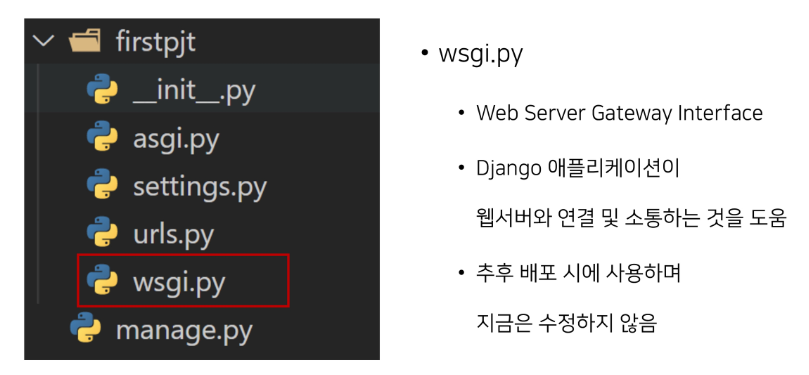 firstpjt
__init__.py
asgi.py
settings.py
urls.py
wsgi.py
manage.py
• wsgi.py
• Web Server Gateway Interface
• Django 애플리케이션이
웹서버와 연결 및 소통하는 것을 도움
• 추후 배포 시에 사용하며
지금은 수정하지 않음